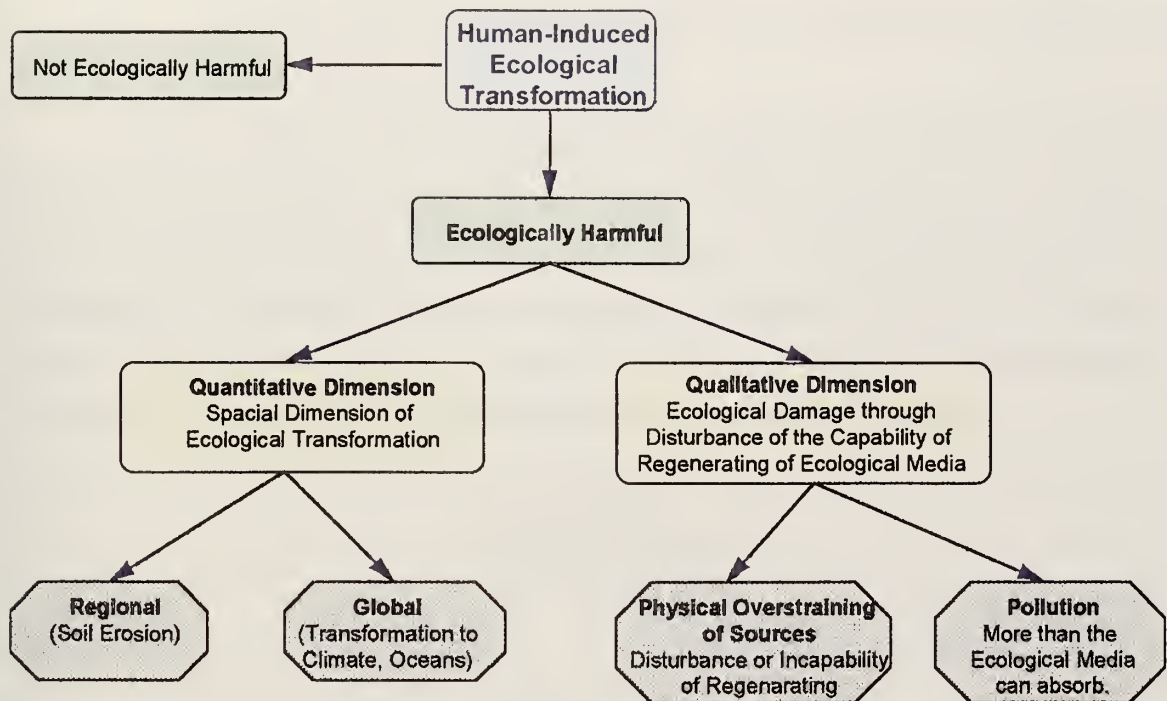 Human-Induced
Ecological
Transformation
Not Ecologically Harmful
Ecologically Harmful
Quantitative Dimension
Spacial Dimension of
Ecological Transformation
Qualitative Dimension
Ecological Damage through
Disturbance of the Capability of
Regenerating of Ecological Media
Regional
(Soil Erosion)
Global
(Transformation to
Climate, Oceans)
Physical Overstraining
of Sources
Disturbance or Incapability
of Regenarating
Pollution
More than the
Ecological Media
can absorb.